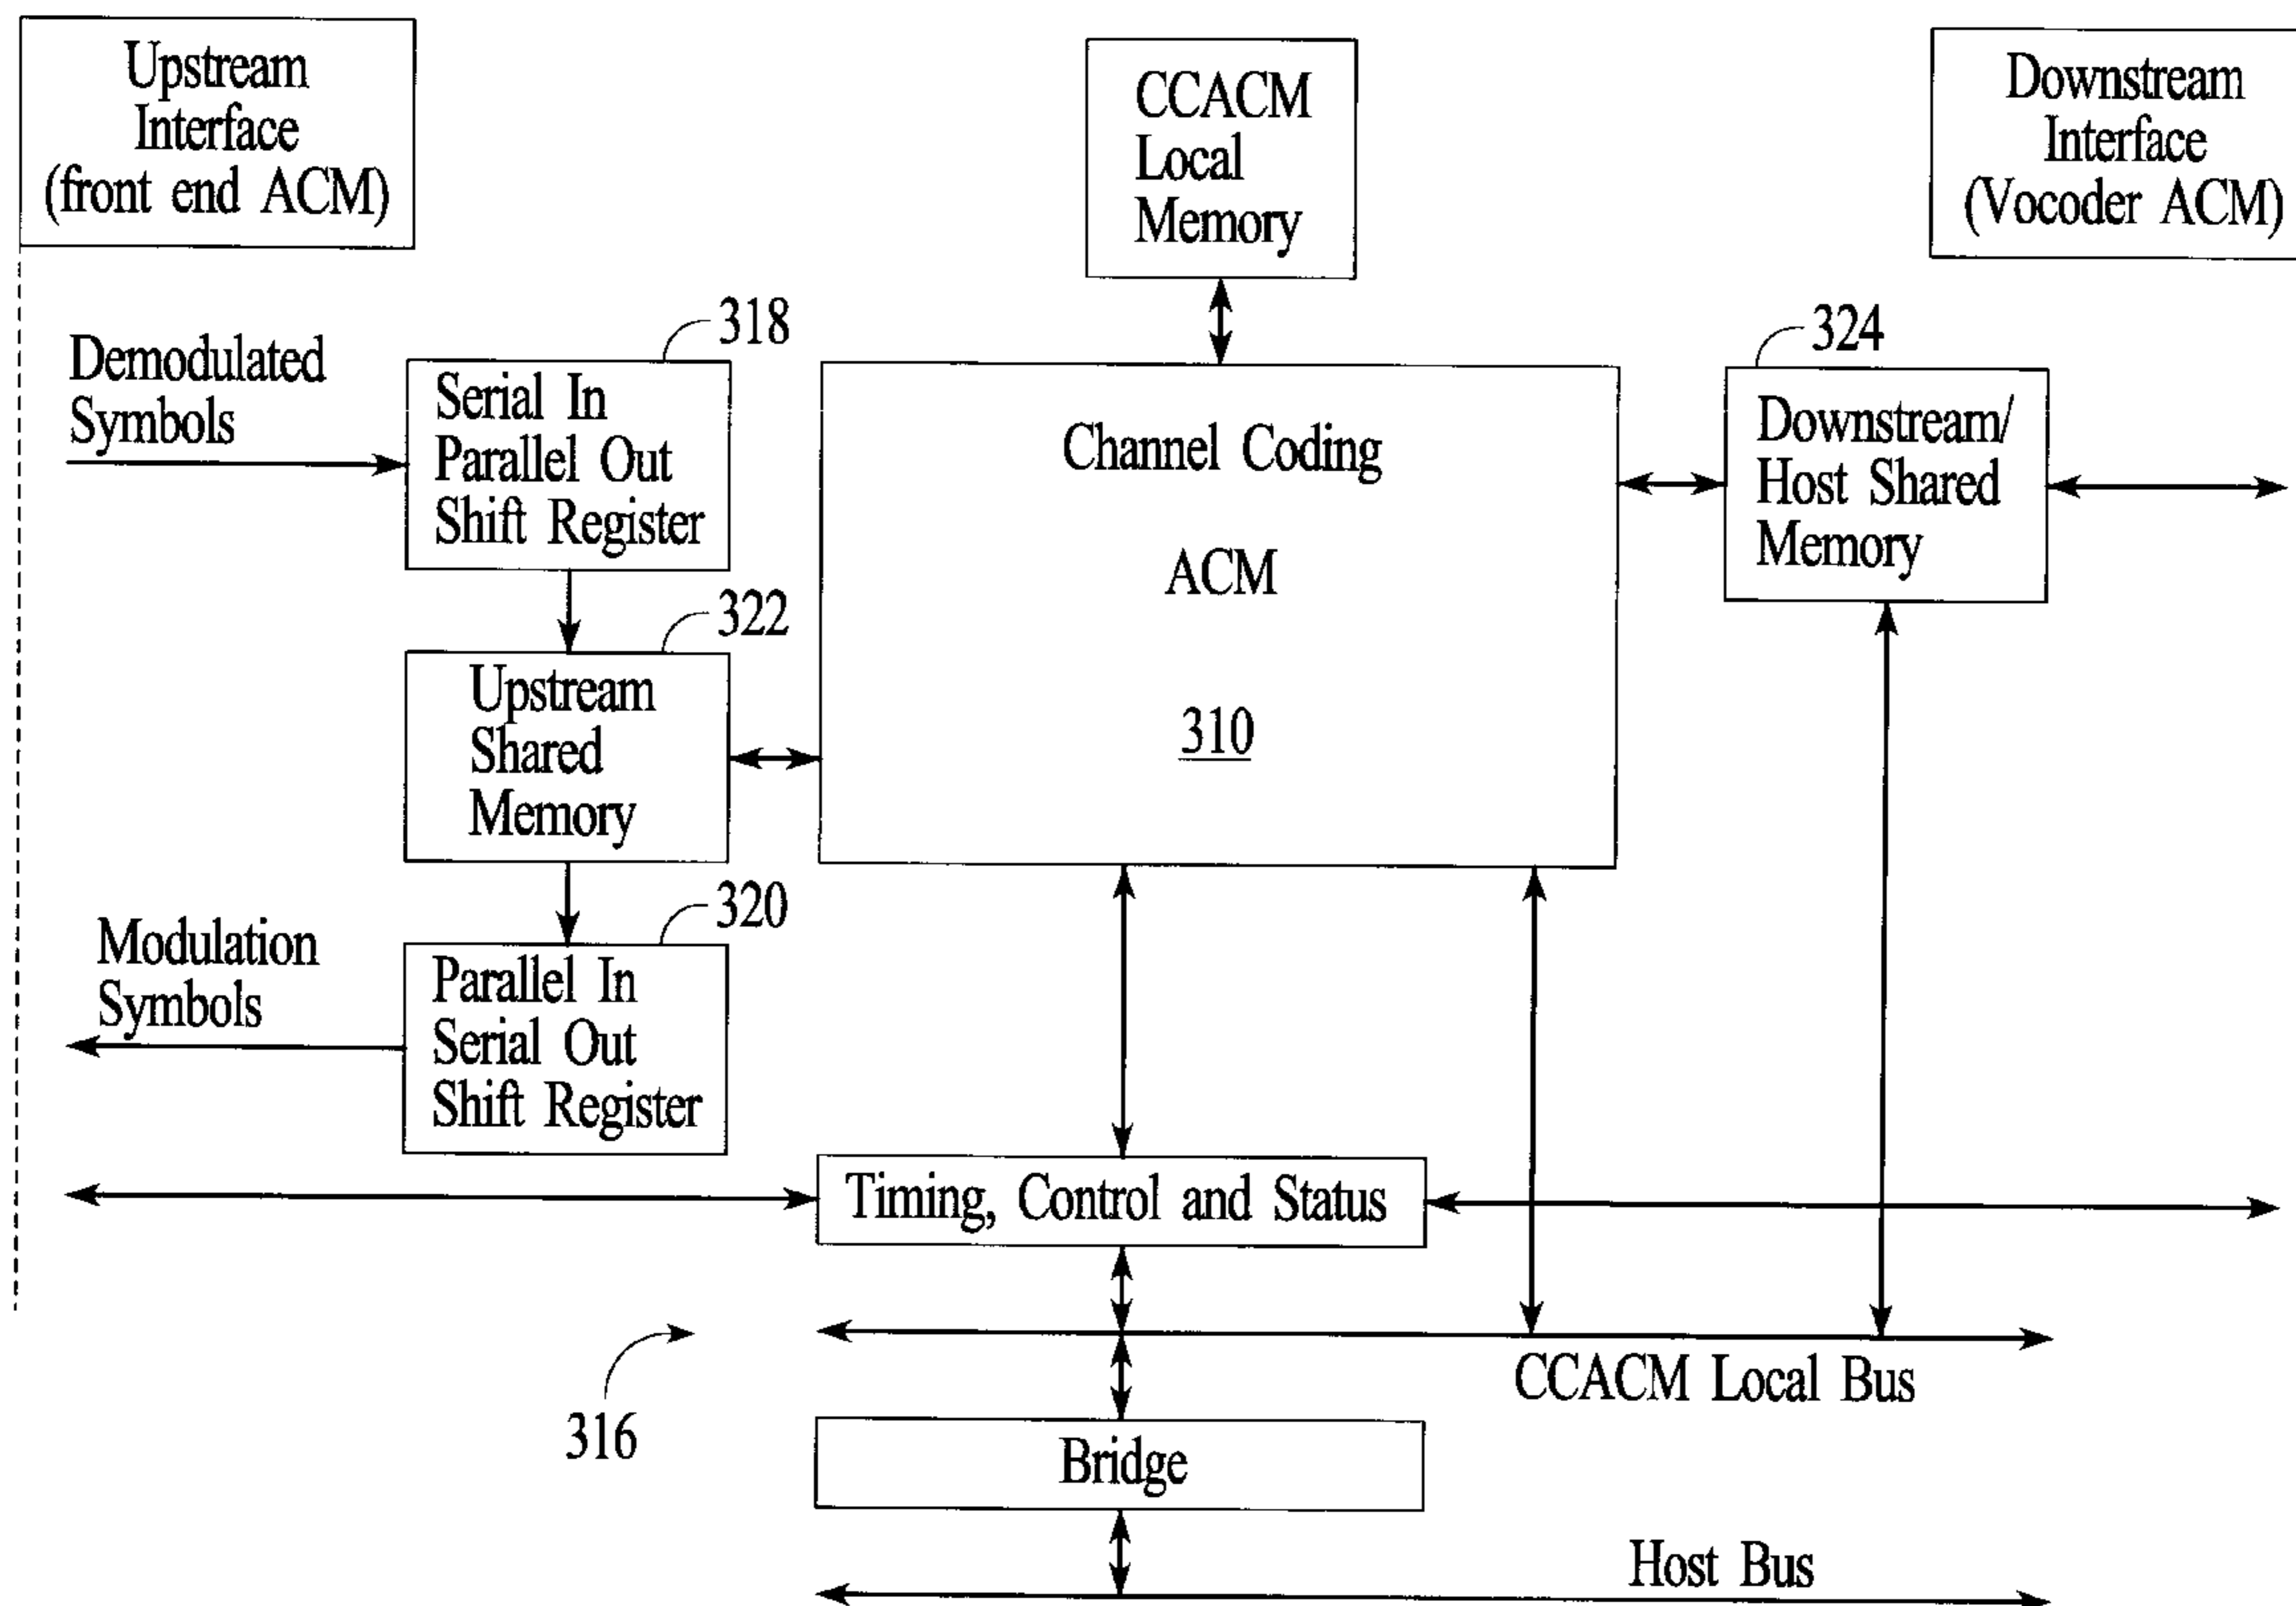 Upstream
Interface
(front end ACM)
CCACM
Local
Memory
Downstream
Interface
(Vocoder ACM)
318
324
Demodulated
Symbols
Serial In
Parallel Out
Shift Register
Channel Coding
ACM
310
Downstream/
Host Shared
Memory
322
Upstream
Shared
Memory
320
Modulation
Symbols
Parallel In
Serial Out
Shift Register
Timing, Control and Status
316
CCACM Local Bus
Bridge
Host Bus